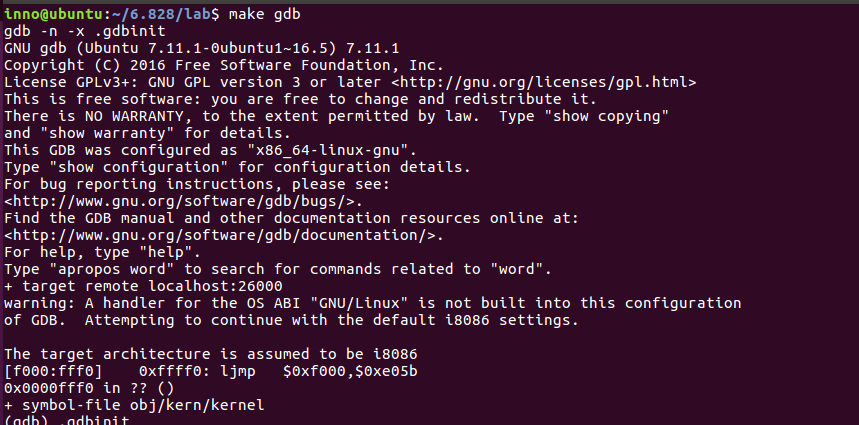 inno@ubuntu:~/6.828/lab$ make gdb
gdb -n -x .gdbinit
GNU gdb (Ubuntu 7.11.1-0ubuntu1~16.5) 7.11.1
Copyright (C) 2016 Free Software Foundation, Inc.
License GPLv3+: GNU GPL version 3 or later <http://gnu.org/licenses/gpl.html>
This is free software: you are free to change and redistribute it.
There is NO WARRANTY, to the extent permitted by law.  Type "show copying"
and "show warranty" for details.
This GDB was configured as "x86_64-linux-gnu".
Type "show configuration" for configuration details.
For bug reporting instructions, please see:
<http://www.gnu.org/software/gdb/bugs/>.
Find the GDB manual and other documentation resources online at:
<http://www.gnu.org/software/gdb/documentation/>.
For help, type "help".
Type "apropos word" to search for commands related to "word".
+ target remote localhost:26000
warning: A handler for the OS ABI "GNU/Linux" is not built into this configuration
of GDB.  Attempting to continue with the default i8086 settings.

The target architecture is assumed to be i8086
[f000:fff0]    0xffff0: ljmp   $0xf000,$0xe05b
0x0000fff0 in ?? ()
+ symbol-file obj/kern/kernel
(gdb) .gdbinit